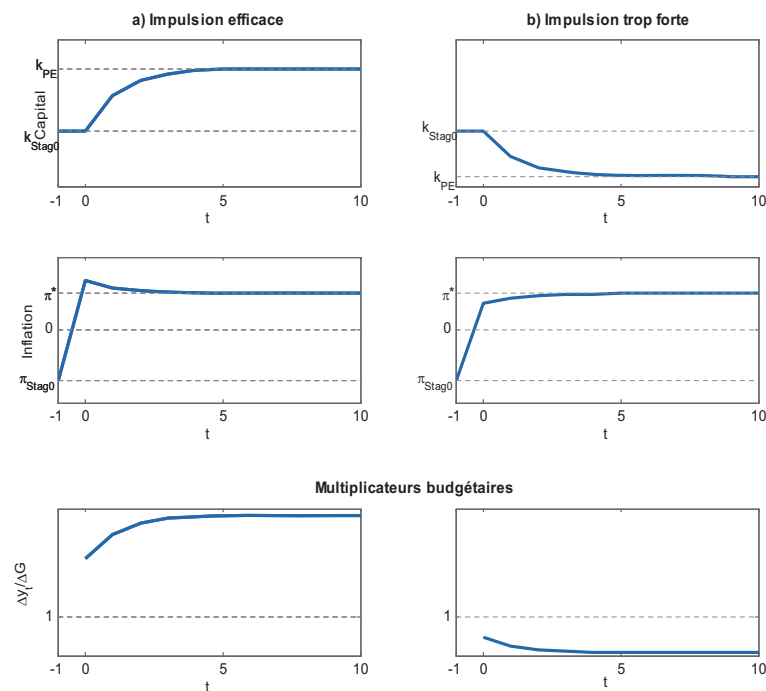 a) Impulsion efficace
b) Impulsion trop forte
k_PE
Capital
k_Stag0
-1 0 5 10
t
k_Stag0
k_PE
-1 0 5 10
t
π*
0
Inflation
π_Stag0
-1 0 5 10
t
π*
0
π_Stag0
-1 0 5 10
t
Multiplicateurs budgétaires
Δy_t/ΔG
1
-1 0 5 10
t
1
-1 0 5 10
t